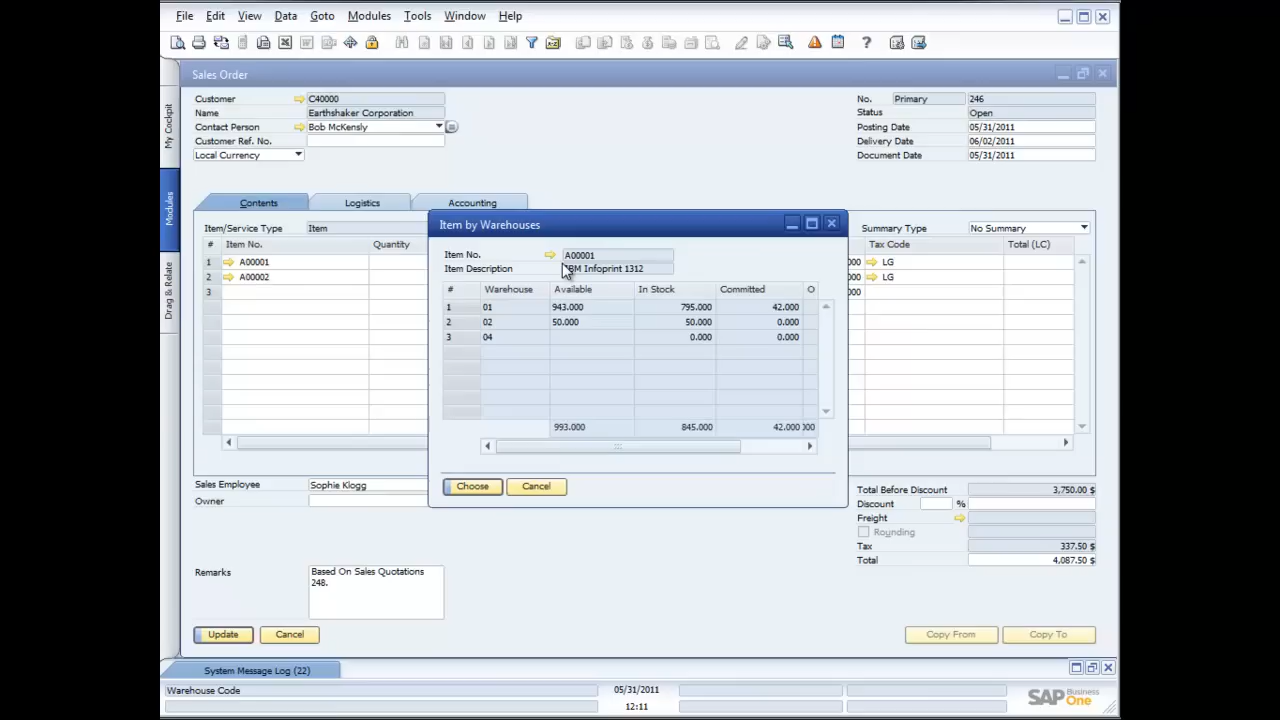 File Edit View Data Goto Modules Tools Window Help
Sales Order
Customer C40000 No. Primary 246
Name Earthshaker Corporation Status Open
Contact Person Bob McKensly Posting Date 05/31/2011
Customer Ref. No. Delivery Date 06/02/2011
Local Currency Document Date 05/31/2011
My Cockpit
Modules
Drag & Relate
Contents Logistics Accounting
Item/Service Type Item Summary Type No Summary
# Item No. Quantity Tax Code Total (LC)
1 A00001 000 LG
2 A00002 000 LG
3 000
Item by Warehouses
Item No. A00001
Item Description IBM Infoprint 1312
# Warehouse Available In Stock Committed O
1 01 943.000 795.000 42.000
2 02 50.000 50.000 0.000
3 04 0.000 0.000
993.000 845.000 42.000
Choose Cancel
Sales Employee Sophie Klogg
Owner
Total Before Discount 3,750.00 $
Discount %
Freight
Rounding
Tax 337.50 $
Total 4,087.50 $
Remarks Based On Sales Quotations
248.
Update Cancel Copy From Copy To
System Message Log (22)
Warehouse Code 05/31/2011
12:11
SAP Business One